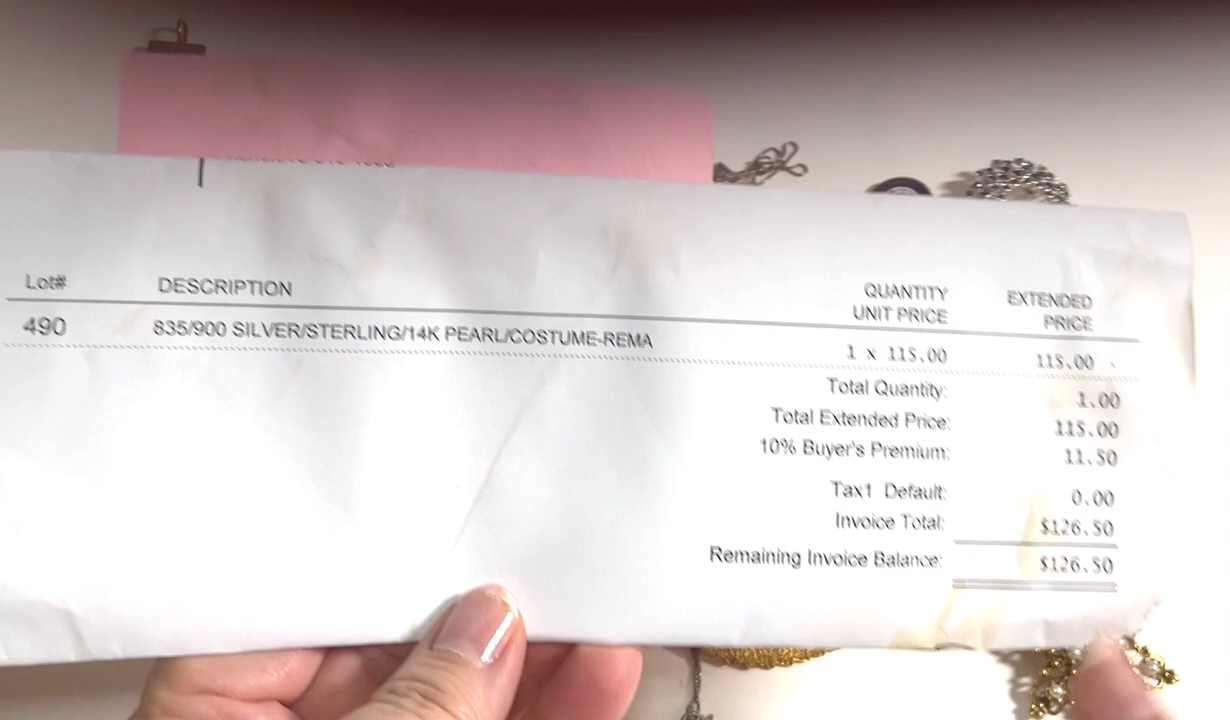 Lot# DESCRIPTION QUANTITY UNIT PRICE EXTENDED PRICE
490 835/900 SILVER/STERLING/14K PEARL/COSTUME-REMA 1 x 115.00 115.00
Total Quantity: 1.00
Total Extended Price: 115.00
10% Buyer's Premium: 11.50
Tax1 Default: 0.00
Invoice Total: $126.50
Remaining Invoice Balance: $126.50